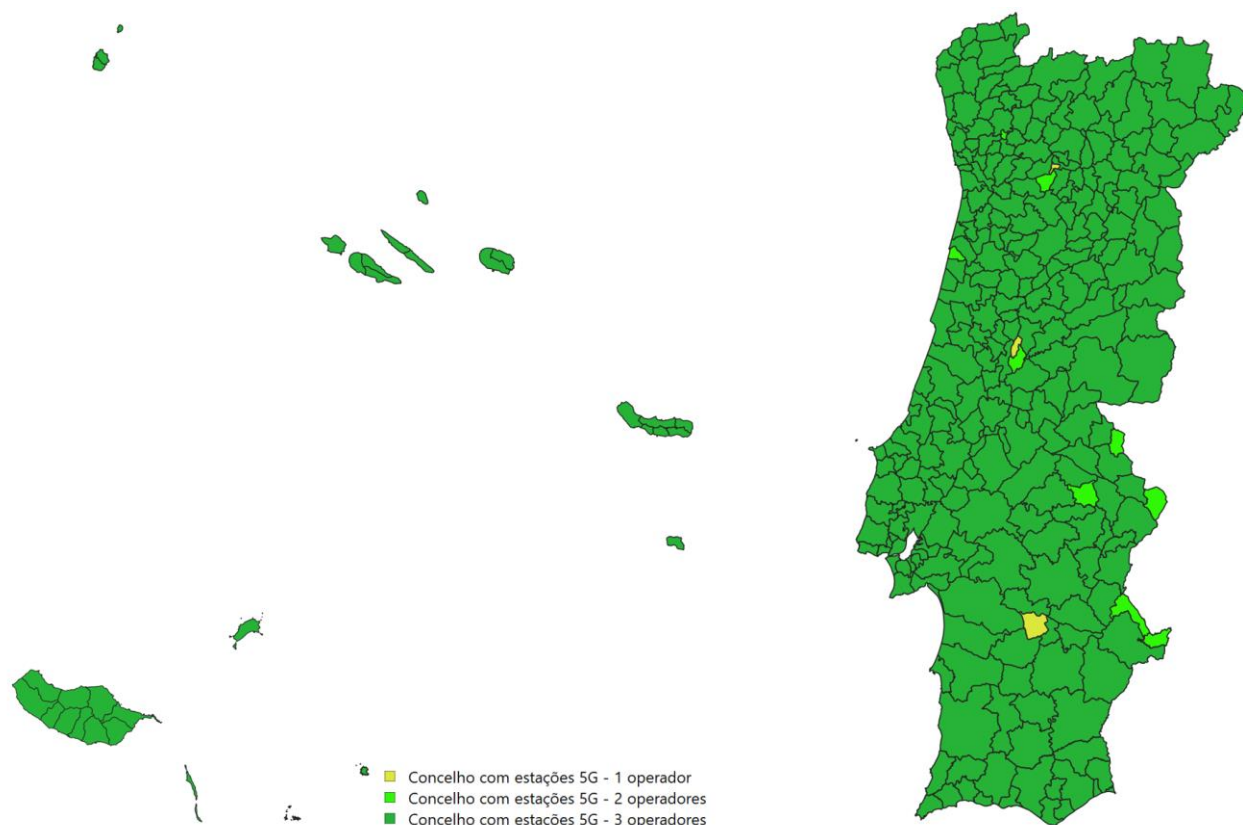 Concelho com estações 5G - 1 operador
Concelho com estações 5G - 2 operadores
Concelho com estações 5G - 3 operadores